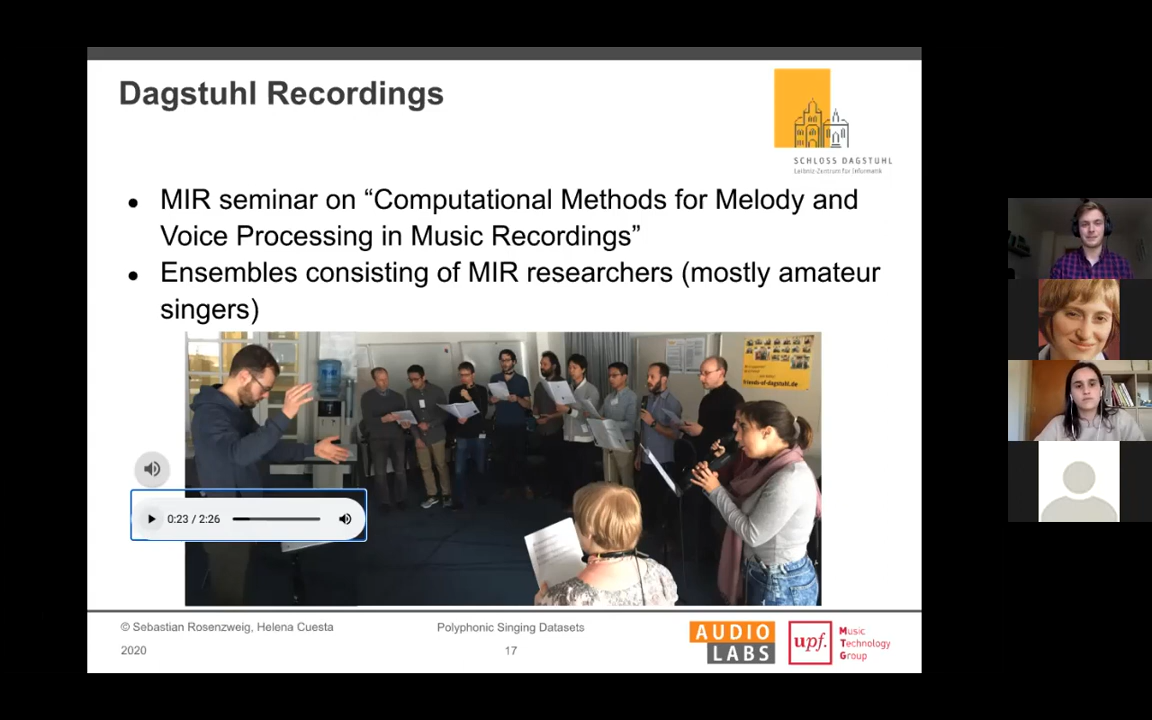 Dagstuhl Recordings
SCHLOSS DAGSTUHL
Leibniz-Zentrum für Informatik
MIR seminar on “Computational Methods for Melody and
Voice Processing in Music Recordings”
Ensembles consisting of MIR researchers (mostly amateur
singers)
friends-of-dagstuhl.de
0:23 / 2:26
© Sebastian Rosenzweig, Helena Cuesta
2020
Polyphonic Singing Datasets
17
AUDIO
LABS
upf.
Music
Technology
Group